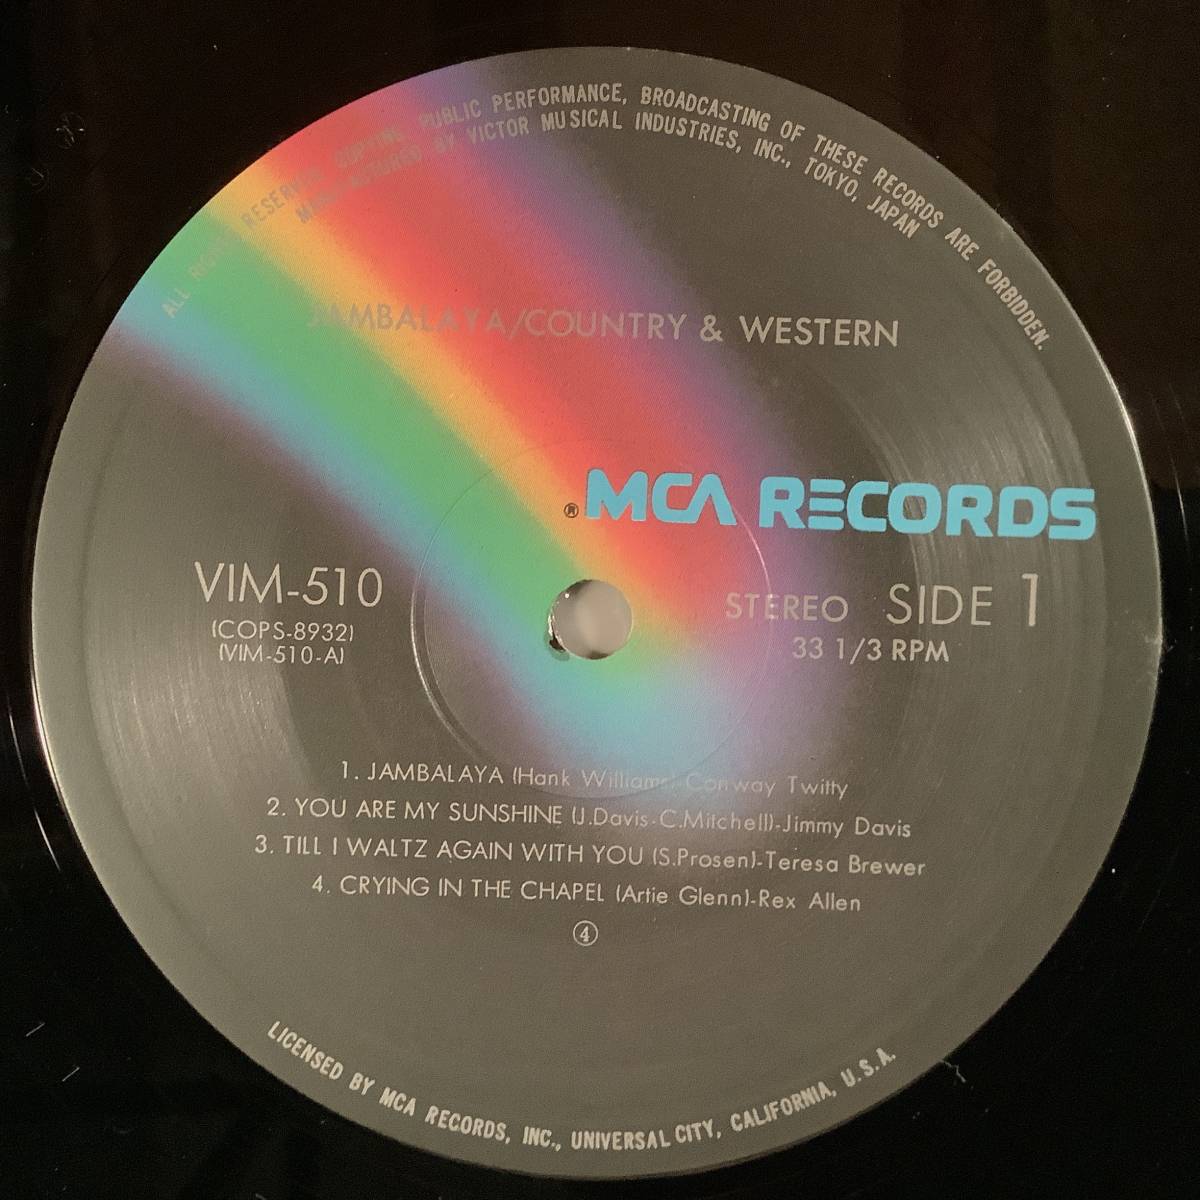 ALL RIGHTS RESERVED. COPYING, PUBLIC PERFORMANCE, BROADCASTING OF THESE RECORDS ARE FORBIDDEN.
MANUFACTURED BY VICTOR MUSICAL INDUSTRIES, INC., TOKYO, JAPAN
JAMBALAYA/COUNTRY & WESTERN
® MCA RECORDS
VIM-510
(COPS-8932)
(VIM-510-A)
STEREO SIDE 1
33 1/3 RPM
1. JAMBALAYA (Hank Williams)-Conway Twitty
2. YOU ARE MY SUNSHINE (J.Davis-C.Mitchell)-Jimmy Davis
3. TILL I WALTZ AGAIN WITH YOU (S.Prosen)-Teresa Brewer
4. CRYING IN THE CHAPEL (Artie Glenn)-Rex Allen
④
LICENSED BY MCA RECORDS, INC., UNIVERSAL CITY, CALIFORNIA, U.S.A.